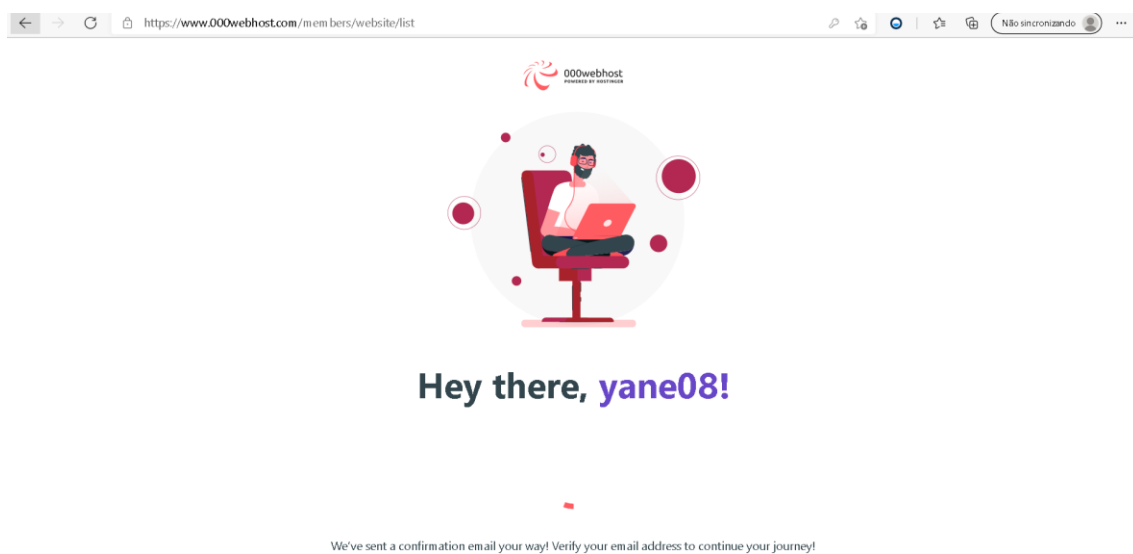 https://www.000webhost.com/members/website/list
Não sincronizando
000webhost
POWERED BY HOSTINGER
Hey there, yane08!
We've sent a confirmation email your way! Verify your email address to continue your journey!